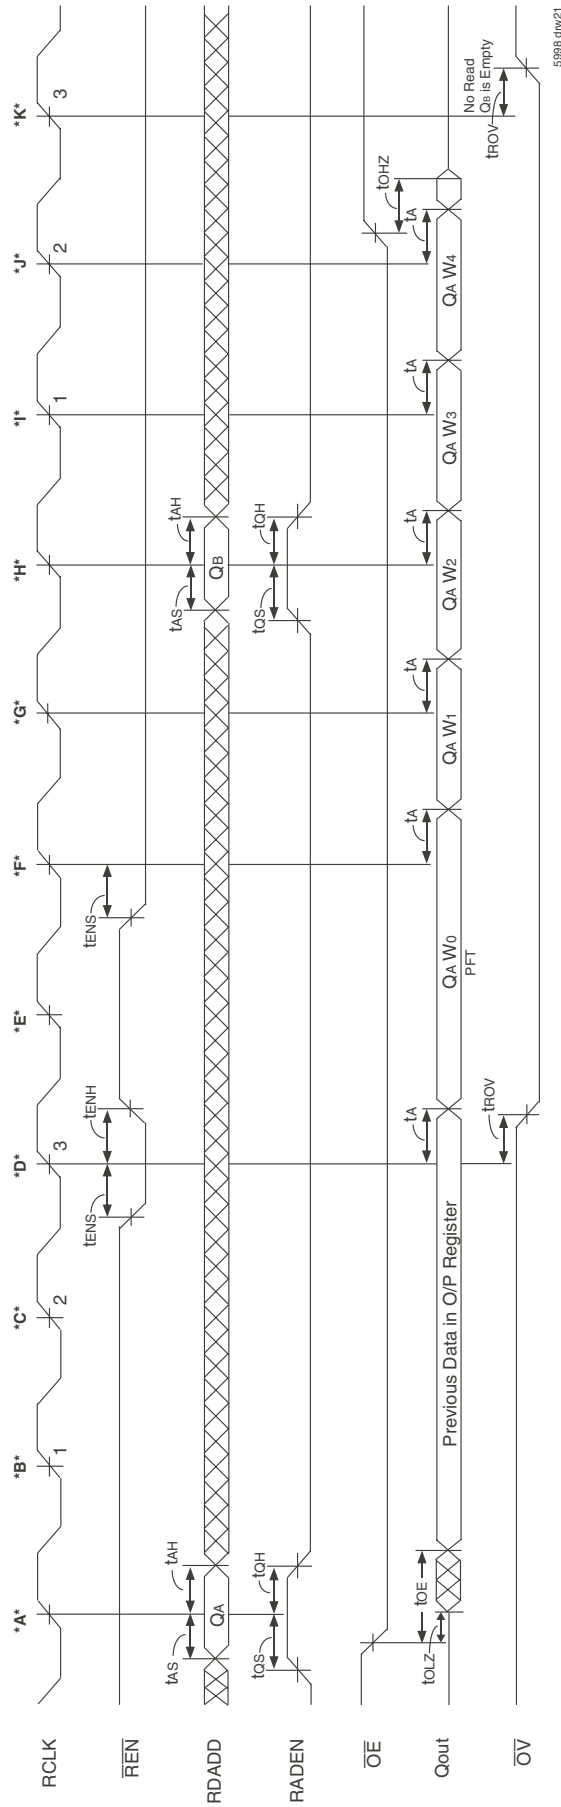 *A*
*B*
*C*
*D*
*E*
*F*
*G*
*H*
*I*
*J*
*K*
RCLK
1
2
3
1
2
3
tENS
tENH
tENS
REN
tAS
tAH
tAS
tAH
RDADD
QA
QB
tQS
tQH
tQS
tQH
RADEN
OE
tOLZ
tOE
tA
tA
tA
tA
tA
tA
tOHZ
Qout
Previous Data in O/P Register
QA W0
PFT
QA W1
QA W2
QA W3
QA W4
No Read
QB is Empty
tROV
tROV
OV
5998 drw21